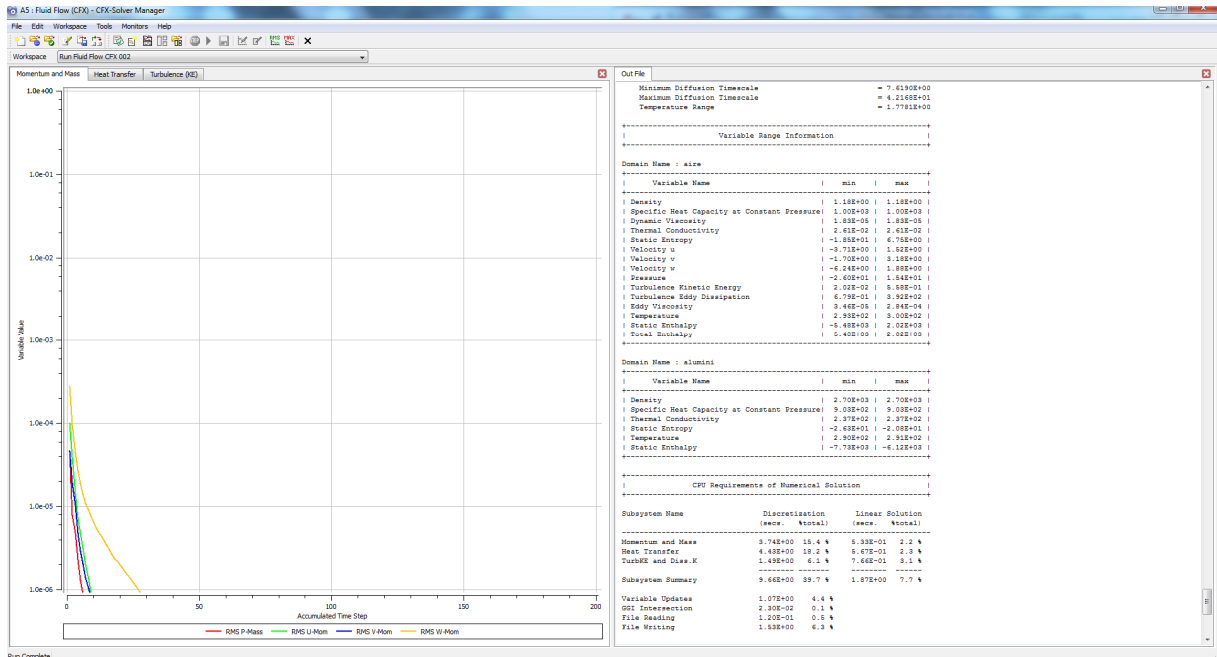 A5 : Fluid Flow (CFX) - CFX-Solver Manager
File Edit Workspace Tools Monitors Help
RMS MAX
Workspace Run Fluid Flow CFX 002
Momentum and Mass Heat Transfer Turbulence (KE)
1.0e+00
1.0e-01
1.0e-02
1.0e-03
1.0e-04
1.0e-05
1.0e-06
Variable Value
0 50 100 150 200
Accumulated Time Step
RMS P-Mass RMS U-Mom RMS V-Mom RMS W-Mom
Run Complete
Out File
Minimum Diffusion Timescale = 7.6190E+00
Maximum Diffusion Timescale = 4.2168E+01
Temperature Range = 1.7781E+00
+--------------------------------------------------------------------+
| Variable Range Information |
+--------------------------------------------------------------------+
Domain Name : aire
+--------------------------------------------------------------------+
| Variable Name | min | max |
+--------------------------------------------------------------------+
| Density | 1.18E+00 | 1.18E+00 |
| Specific Heat Capacity at Constant Pressure| 1.00E+03 | 1.00E+03 |
| Dynamic Viscosity | 1.83E-05 | 1.83E-05 |
| Thermal Conductivity | 2.61E-02 | 2.61E-02 |
| Static Entropy | -1.85E+01 | 6.75E+00 |
| Velocity u | -3.71E+00 | 1.52E+00 |
| Velocity v | -1.70E+00 | 3.18E+00 |
| Velocity w | -6.24E+00 | 1.88E+00 |
| Pressure | -2.60E+01 | 1.54E+01 |
| Turbulence Kinetic Energy | 2.02E-02 | 5.58E-01 |
| Turbulence Eddy Dissipation | 6.79E-01 | 3.92E+02 |
| Eddy Viscosity | 3.46E-05 | 2.84E-04 |
| Temperature | 2.93E+02 | 3.00E+02 |
| Static Enthalpy | -5.48E+03 | 2.02E+03 |
| Total Enthalpy | 2.02E+03 |
+--------------------------------------------------------------------+
Domain Name : alumini
+--------------------------------------------------------------------+
| Variable Name | min | max |
+--------------------------------------------------------------------+
| Density | 2.70E+03 | 2.70E+03 |
| Specific Heat Capacity at Constant Pressure| 9.03E+02 | 9.03E+02 |
| Thermal Conductivity | 2.37E+02 | 2.37E+02 |
| Static Entropy | -2.63E+01 | -2.08E+01 |
| Temperature | 2.90E+02 | 2.91E+02 |
| Static Enthalpy | -7.73E+03 | -6.12E+03 |
+--------------------------------------------------------------------+
+--------------------------------------------------------------------+
| CPU Requirements of Numerical Solution |
+--------------------------------------------------------------------+
Subsystem Name Discretization Linear Solution
(secs. %total) (secs. %total)
----------------------------------------------------------------------
Momentum and Mass 3.74E+00 15.4 % 5.33E-01 2.2 %
Heat Transfer 4.43E+00 18.2 % 5.67E-01 2.3 %
TurbKE and Diss.K 1.49E+00 6.1 % 7.66E-01 3.1 %
-------- ------- -------- ------
Subsystem Summary 9.66E+00 39.7 % 1.87E+00 7.7 %
Variable Updates 1.07E+00 4.4 %
GGI Intersection 2.30E-02 0.1 %
File Reading 1.20E-01 0.5 %
File Writing 1.53E+00 6.3 %